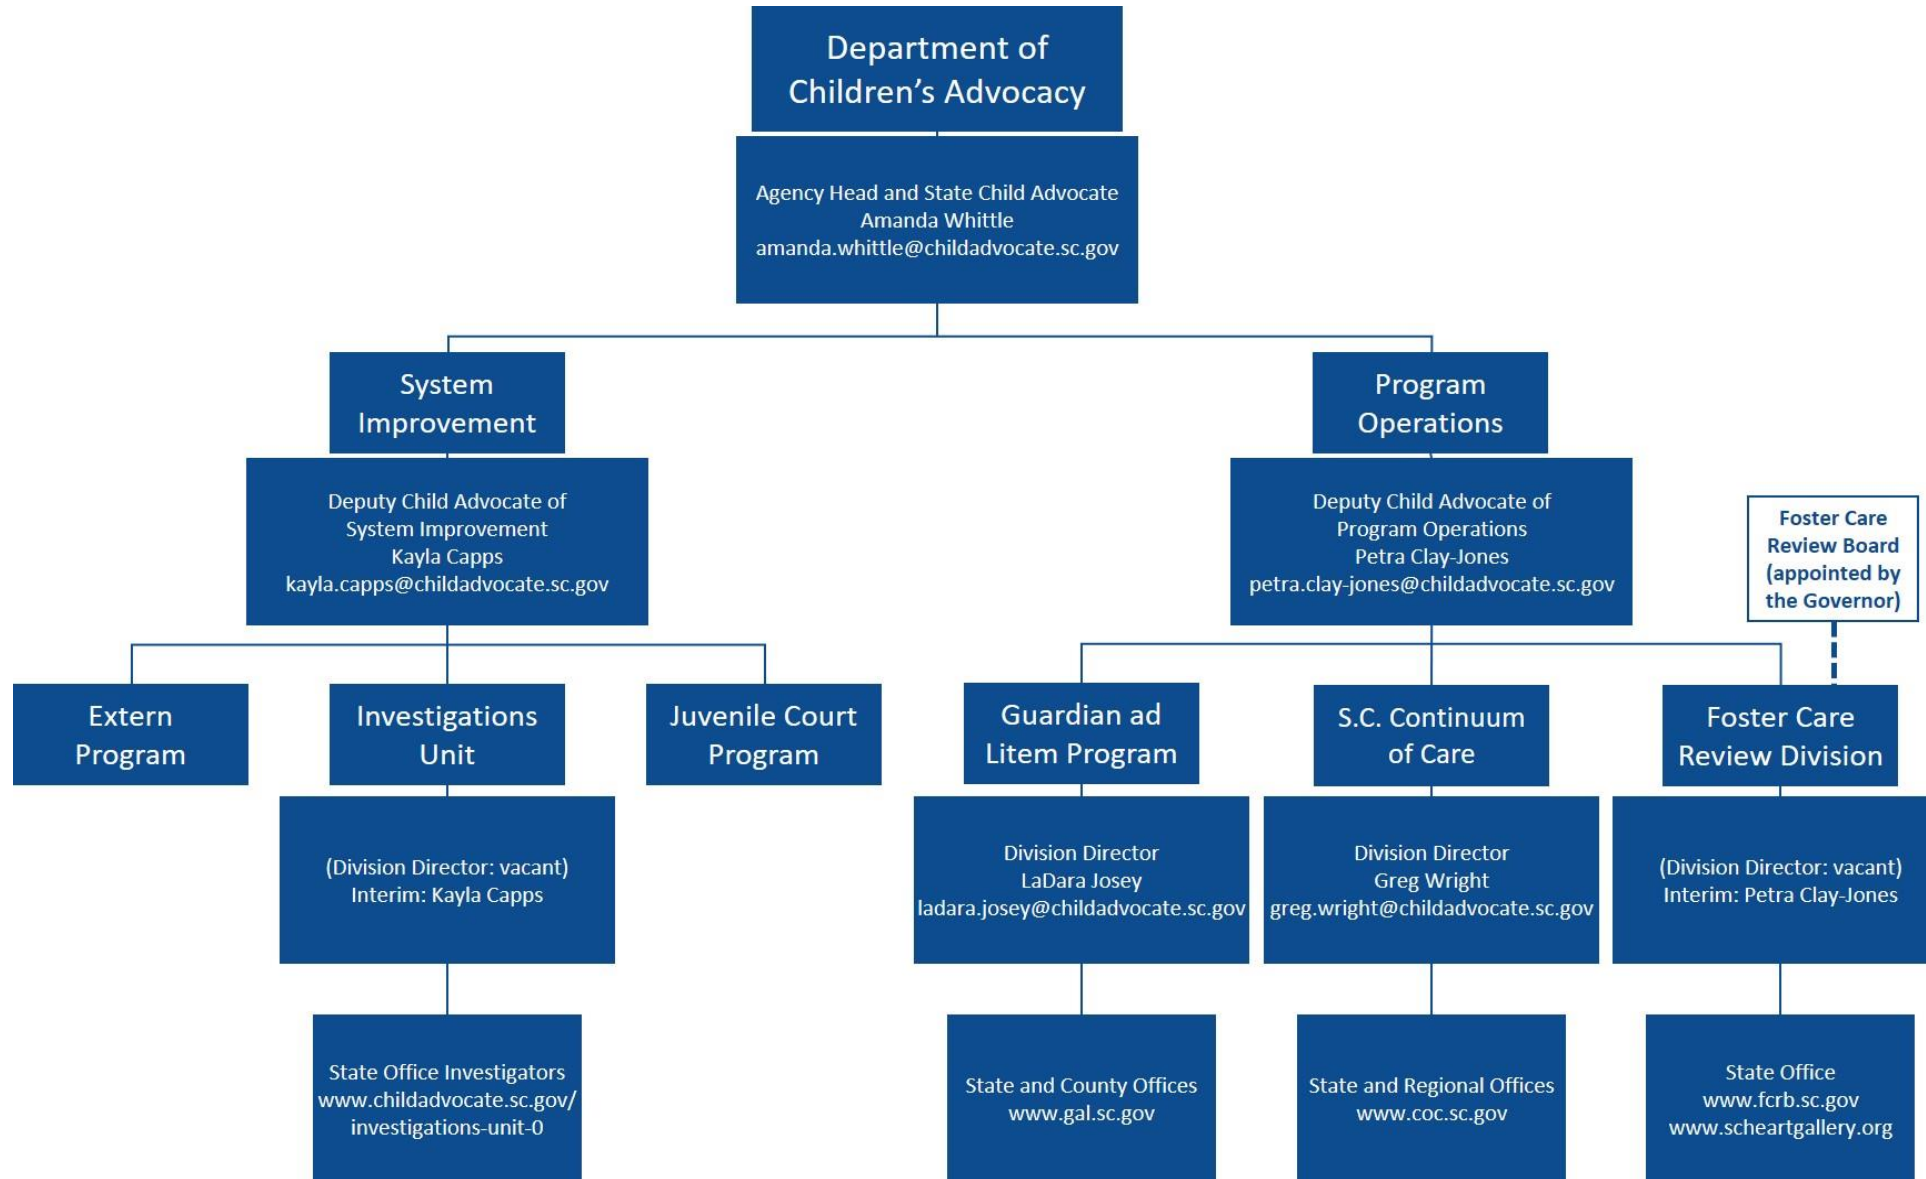 Department of
Children’s Advocacy
Agency Head and State Child Advocate
Amanda Whittle
amanda.whittle@childadvocate.sc.gov
System
Improvement
Deputy Child Advocate of
System Improvement
Kayla Capps
kayla.capps@childadvocate.sc.gov
Program
Operations
Deputy Child Advocate of
Program Operations
Petra Clay-Jones
petra.clay-jones@childadvocate.sc.gov
Foster Care
Review Board
(appointed by
the Governor)
Extern
Program
Investigations
Unit
(Division Director: vacant)
Interim: Kayla Capps
State Office Investigators
www.childadvocate.sc.gov/
investigations-unit-0
Juvenile Court
Program
Guardian ad
Litem Program
Division Director
LaDara Josey
ladara.josey@childadvocate.sc.gov
State and County Offices
www.gal.sc.gov
S.C. Continuum
of Care
Division Director
Greg Wright
greg.wright@childadvocate.sc.gov
State and Regional Offices
www.coc.sc.gov
Foster Care
Review Division
(Division Director: vacant)
Interim: Petra Clay-Jones
State Office
www.fcrb.sc.gov
www.scheartgallery.org